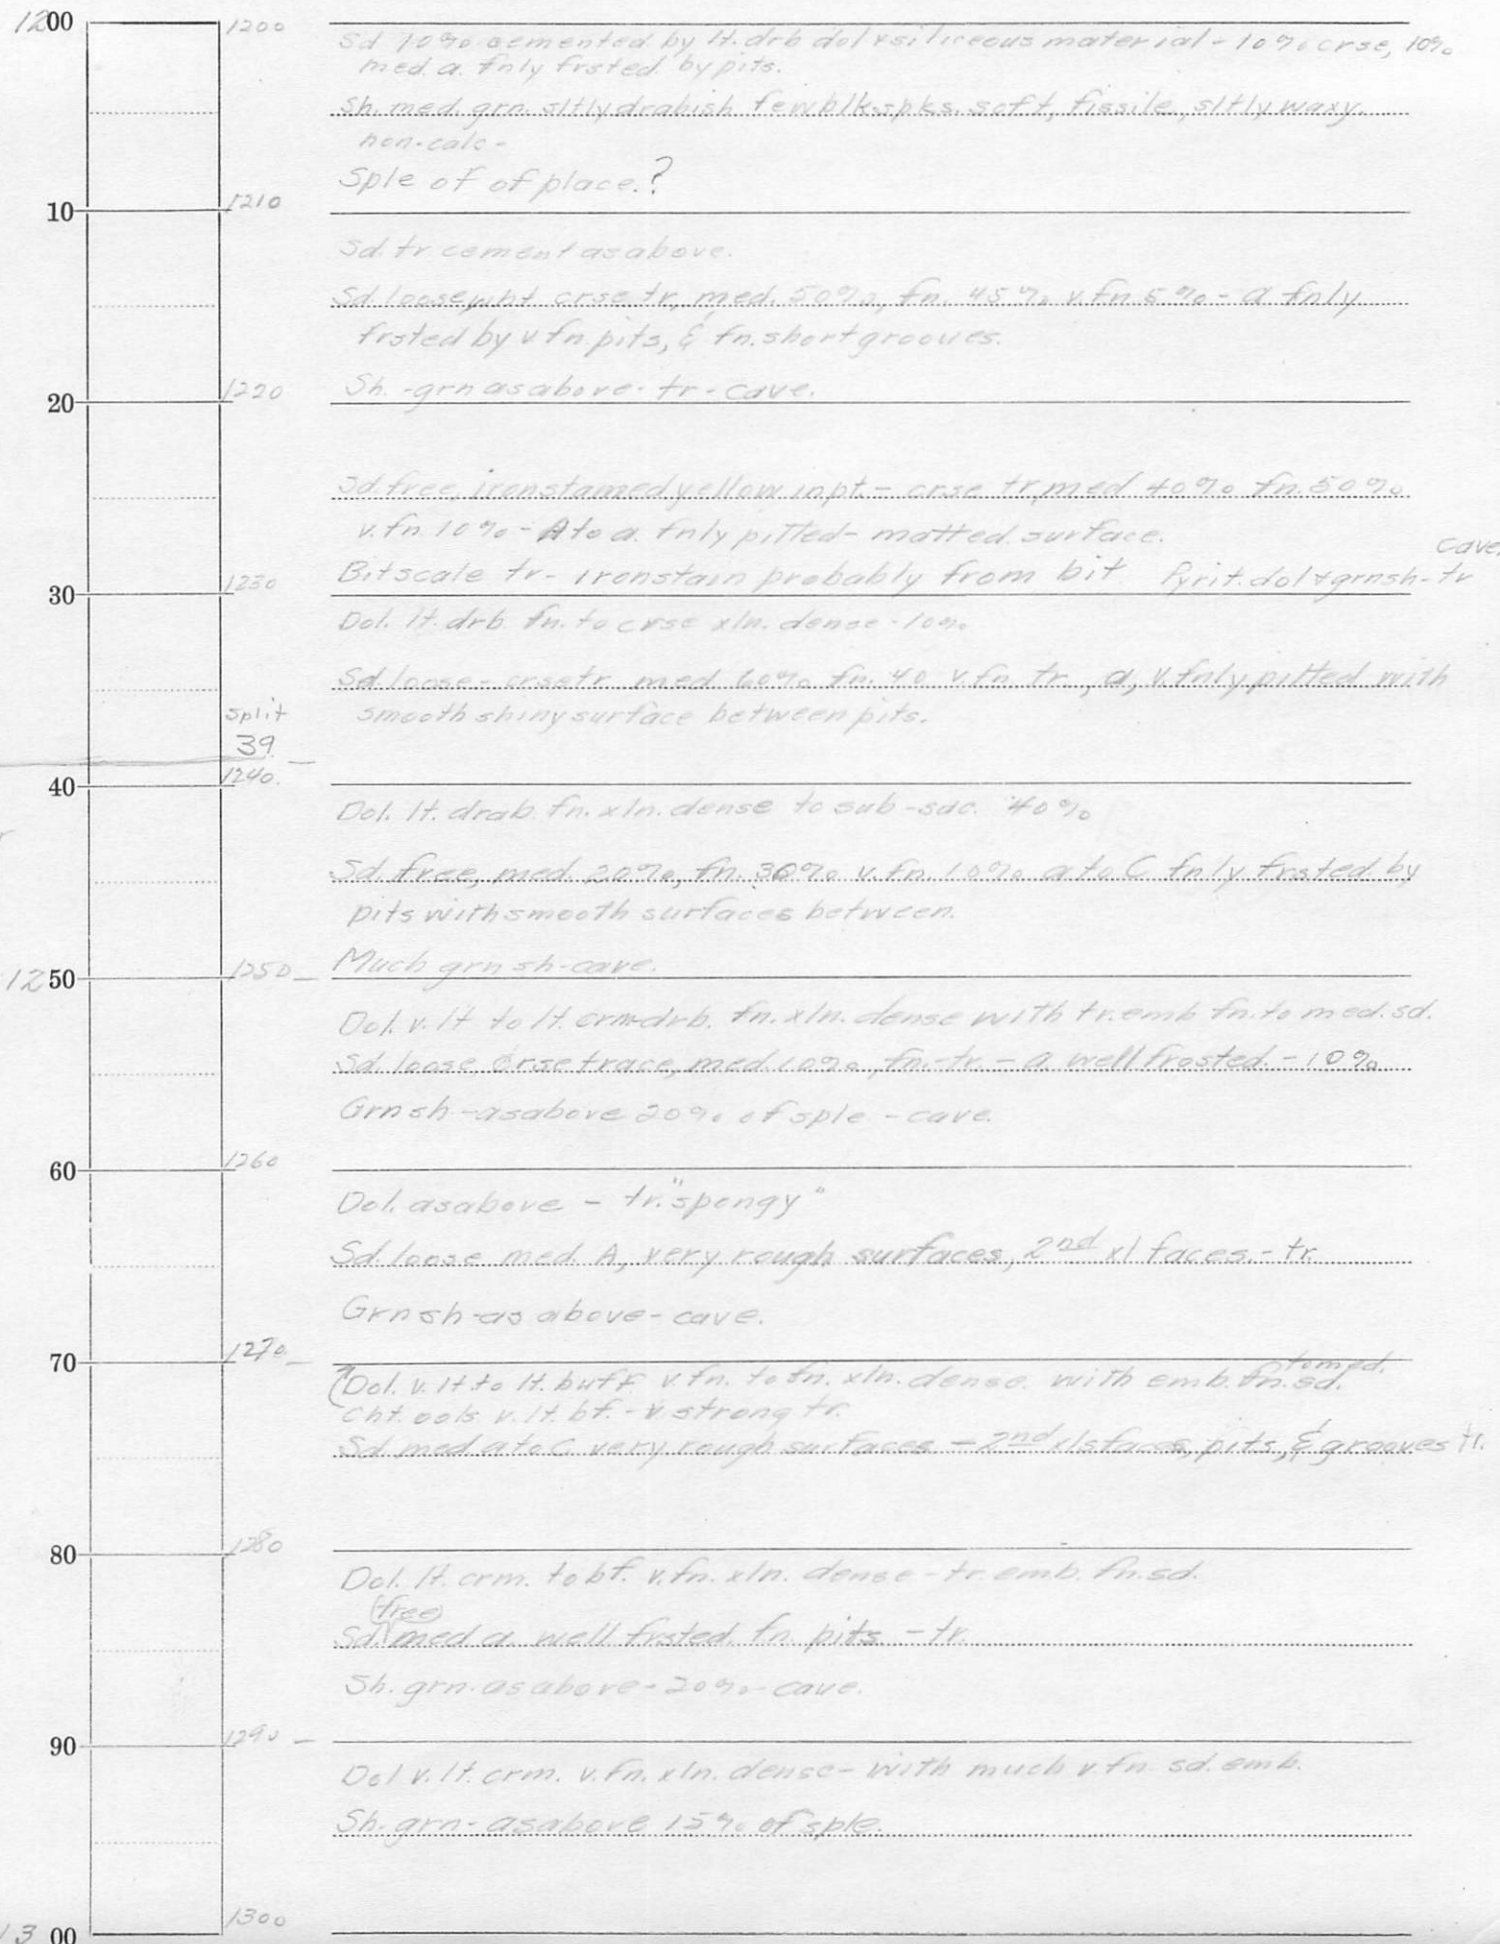 1200 1200
Sd 10% cemented by lt. drb dol & siliceous material - 10% crse, 10%
med. a. fnly frsted by pits.
Sh. med. grn. sltly drabish few blk. spks. soft, fissile, sltly waxy.
non-calc -
Sple of of place.?
10 1210
Sd. tr cement as above.
Sd. loose, wht crse tr, med. 50%, fn. 45% v. fn. 5% - a fnly
frsted by v. fn. pits, & fn. short grooves.
Sh. - grn as above - tr - cave.
20 1220
Sd. free, iron stained yellow in pt. - crse tr, med 40% fn. 50%
v. fn. 10% - A to a. fnly pitted - matted surface.
cave.
Bit scale tr - iron stain probably from bit Pyrit. dol & grn sh - tr
30 1230
Dol. lt. drb fn. to crse xln. dense - 10%
Sd. loose - crse tr. med 60% fn. 40 v. fn. tr, a, v. fnly pitted with
split smooth shiny surface between pits.
39
40 1240
Dol. lt. drab. fn. xln. dense to sub-sac. 40%
Sd. free, med. 20%, fn. 30% v. fn. 10% a to C fnly frsted by
pits with smooth surfaces between.
Much grn sh - cave.
1250 1250
Dol. v. lt to lt. crm-drb. fn. xln. dense with tr. emb fn. to med. sd.
Sd. loose crse trace, med. 10%, fn. - tr. - a. well frosted. - 10%
Grn sh - as above 20% of sple - cave.
60 1260
Dol. as above - tr. "spongy"
Sd. loose med. A, very rough surfaces, 2nd xl faces. - tr.
Grn sh - as above - cave.
70 1270
to med.
Dol. v. lt to lt. buff v. fn. to fn. xln. dense. with emb. fn. sd.
Cht. ools v. lt. bf. - v. strong tr.
Sd med a to C very rough surfaces - 2nd xls faces, pits, & grooves tr.
80 1280
Dol. lt. crm. to bf. v. fn. xln. dense - tr. emb. fn. sd.
(free)
Sd. med a. well frsted. fn. pits - tr.
Sh. grn. as above - 20% - cave.
90 1290
Dol v. lt. crm. v. fn. xln. dense - with much v. fn sd. emb.
Sh. grn - as above 15% of sple.
1300 1300